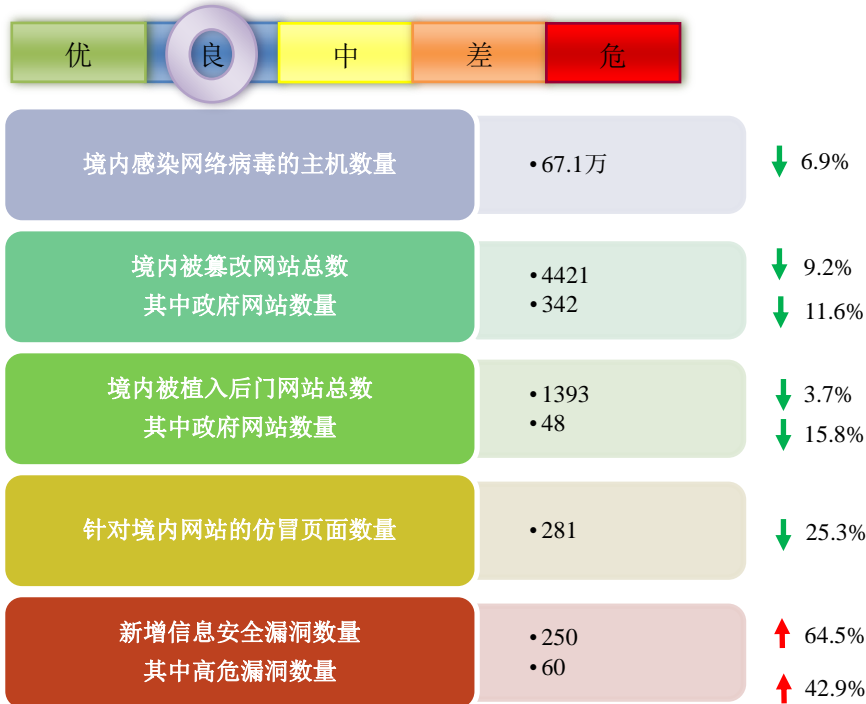 优 良 中 差 危
境内感染网络病毒的主机数量 •67.1万 6.9%
境内被篡改网站总数 •4421 9.2%
其中政府网站数量 •342 11.6%
境内被植入后门网站总数 •1393 3.7%
其中政府网站数量 •48 15.8%
针对境内网站的仿冒页面数量 •281 25.3%
新增信息安全漏洞数量 •250 64.5%
其中高危漏洞数量 •60 42.9%